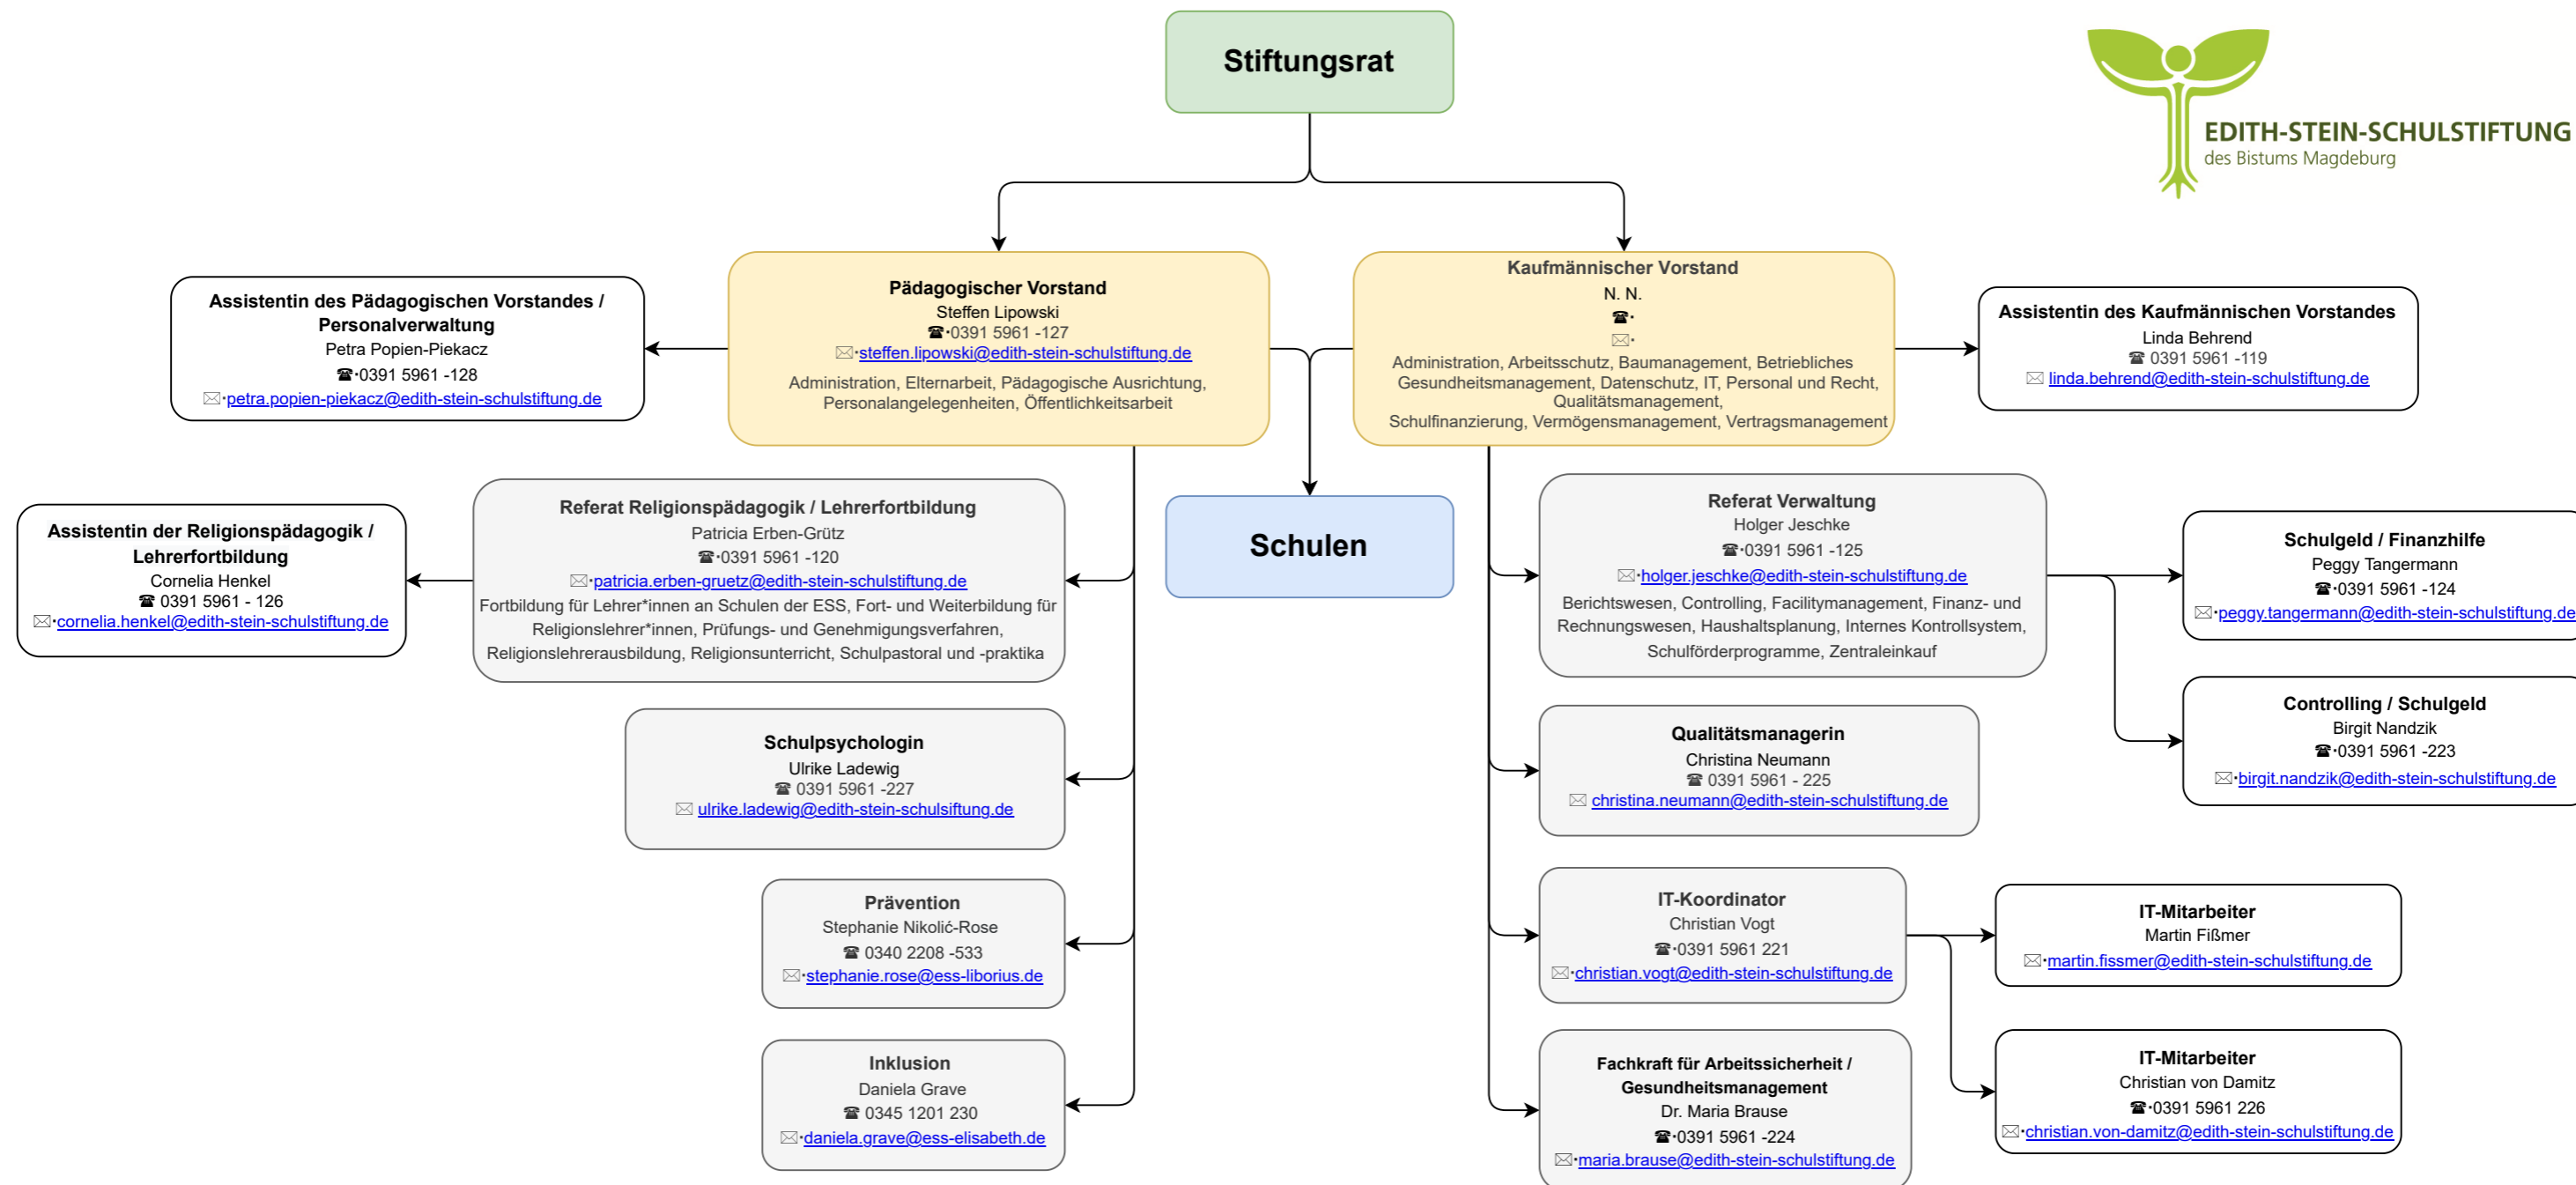 Stiftungsrat
EDITH-STEIN-SCHULSTIFTUNG
des Bistums Magdeburg
Assistentin des Pädagogischen Vorstandes /
Personalverwaltung
Petra Popien-Piekacz
☎·0391 5961 -128
✉·petra.popien-piekacz@edith-stein-schulstiftung.de
Pädagogischer Vorstand
Steffen Lipowski
☎·0391 5961 -127
✉·steffen.lipowski@edith-stein-schulstiftung.de
Administration, Elternarbeit, Pädagogische Ausrichtung,
Personalangelegenheiten, Öffentlichkeitsarbeit
Kaufmännischer Vorstand
N. N.
☎·
✉·
Administration, Arbeitsschutz, Baumanagement, Betriebliches
Gesundheitsmanagement, Datenschutz, IT, Personal und Recht,
Qualitätsmanagement,
Schulfinanzierung, Vermögensmanagement, Vertragsmanagement
Assistentin des Kaufmännischen Vorstandes
Linda Behrend
☎ 0391 5961 -119
✉ linda.behrend@edith-stein-schulstiftung.de
Assistentin der Religionspädagogik /
Lehrerfortbildung
Cornelia Henkel
☎ 0391 5961 - 126
✉·cornelia.henkel@edith-stein-schulstiftung.de
Referat Religionspädagogik / Lehrerfortbildung
Patricia Erben-Grütz
☎·0391 5961 -120
✉·patricia.erben-gruetz@edith-stein-schulstiftung.de
Fortbildung für Lehrer*innen an Schulen der ESS, Fort- und Weiterbildung für
Religionslehrer*innen, Prüfungs- und Genehmigungsverfahren,
Religionslehrerausbildung, Religionsunterricht, Schulpastoral und -praktika
Schulen
Referat Verwaltung
Holger Jeschke
☎·0391 5961 -125
✉·holger.jeschke@edith-stein-schulstiftung.de
Berichtswesen, Controlling, Facilitymanagement, Finanz- und
Rechnungswesen, Haushaltsplanung, Internes Kontrollsystem,
Schulförderprogramme, Zentraleinkauf
Schulgeld / Finanzhilfe
Peggy Tangermann
☎·0391 5961 -124
✉·peggy.tangermann@edith-stein-schulstiftung.de
Controlling / Schulgeld
Birgit Nandzik
☎·0391 5961 -223
✉·birgit.nandzik@edith-stein-schulstiftung.de
Schulpsychologin
Ulrike Ladewig
☎ 0391 5961 -227
✉ ulrike.ladewig@edith-stein-schulsiftung.de
Qualitätsmanagerin
Christina Neumann
☎ 0391 5961 - 225
✉ christina.neumann@edith-stein-schulstiftung.de
Prävention
Stephanie Nikolić-Rose
☎ 0340 2208 -533
✉·stephanie.rose@ess-liborius.de
IT-Koordinator
Christian Vogt
☎·0391 5961 221
✉·christian.vogt@edith-stein-schulstiftung.de
IT-Mitarbeiter
Martin Fißmer
✉·martin.fissmer@edith-stein-schulstiftung.de
Inklusion
Daniela Grave
☎ 0345 1201 230
✉·daniela.grave@ess-elisabeth.de
Fachkraft für Arbeitssicherheit /
Gesundheitsmanagement
Dr. Maria Brause
☎·0391 5961 -224
✉·maria.brause@edith-stein-schulstiftung.de
IT-Mitarbeiter
Christian von Damitz
☎·0391 5961 226
✉·christian.von-damitz@edith-stein-schulstiftung.de